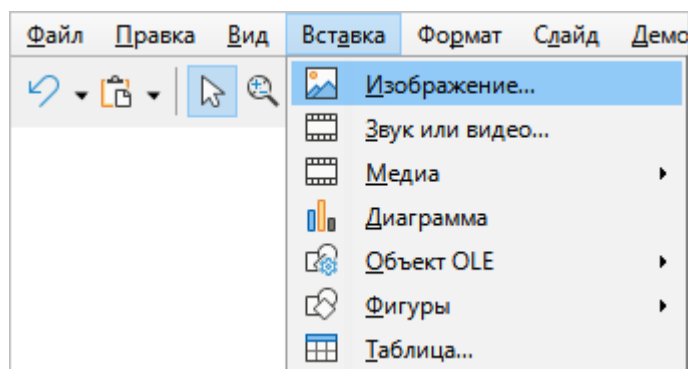 Файл Правка Вид Вставка Формат Слайд Демо
Изображение...
Звук или видео...
Медиа
Диаграмма
Объект OLE
Фигуры
Таблица...